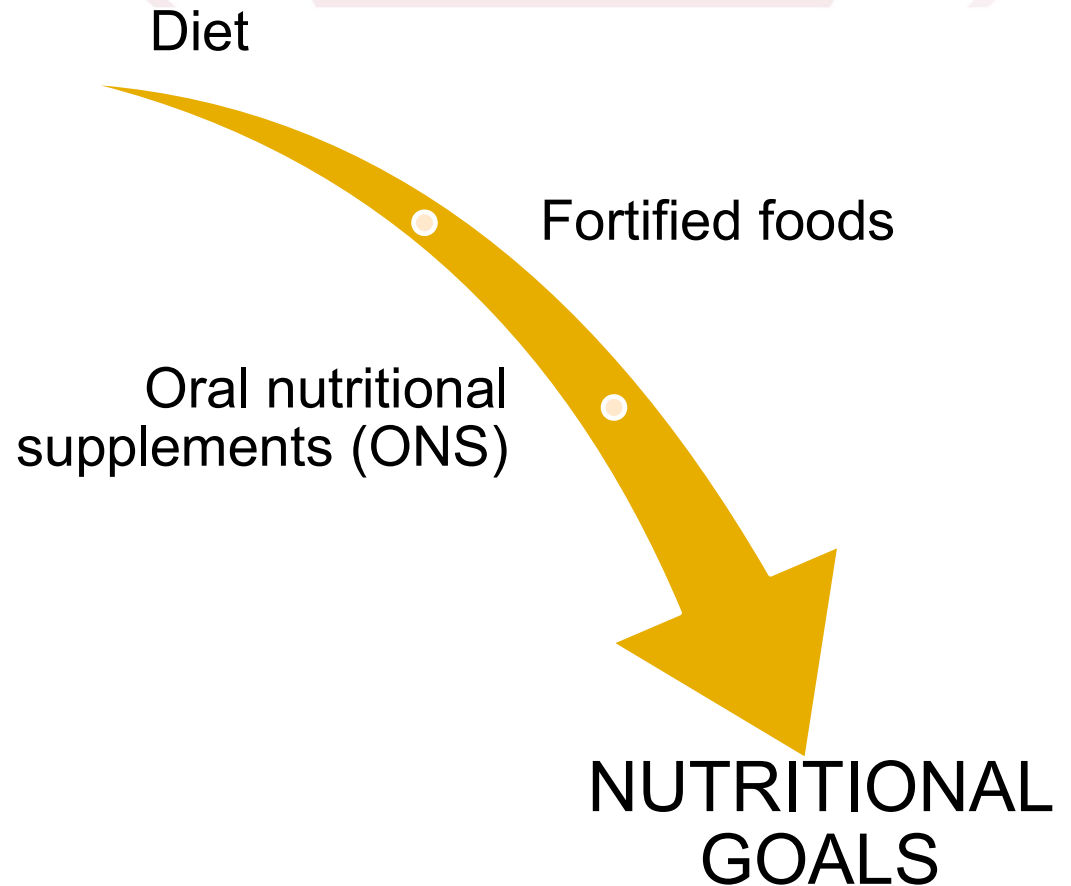 Diet
Fortified foods
Oral nutritional
supplements (ONS)
NUTRITIONAL
GOALS